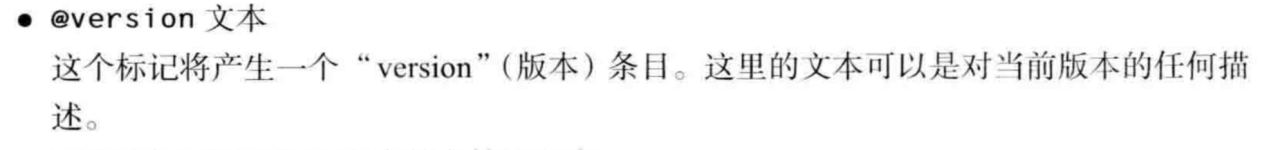 ● @version 文本
这个标记将产生一个“version”(版本)条目。这里的文本可以是对当前版本的任何描
述。